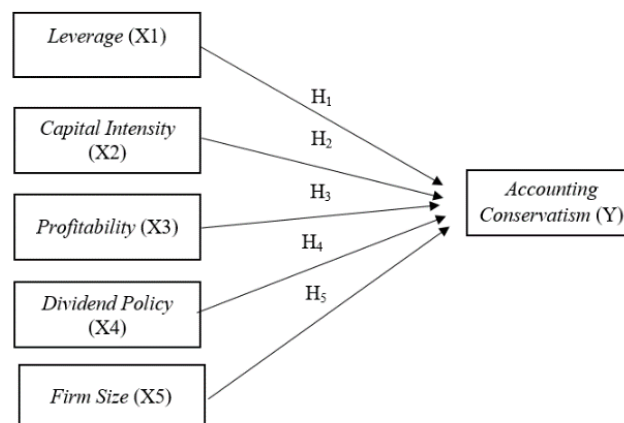 Leverage (X1)
H1
Capital Intensity
(X2)
H2
Accounting
Conservatism (Y)
H3
Profitability (X3)
H4
Dividend Policy
(X4)
H5
Firm Size (X5)